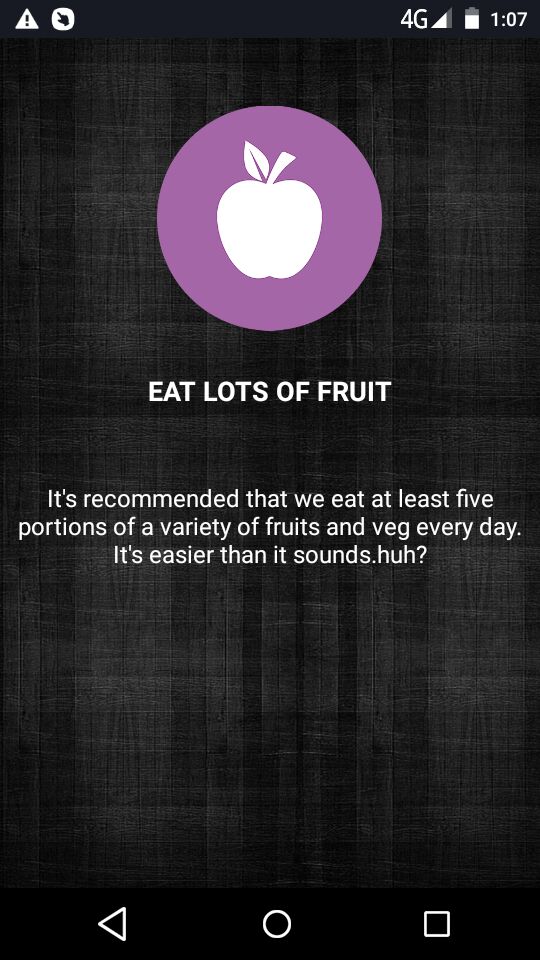 4G 1:07
EAT LOTS OF FRUIT
It's recommended that we eat at least five
portions of a variety of fruits and veg every day.
It's easier than it sounds.huh?